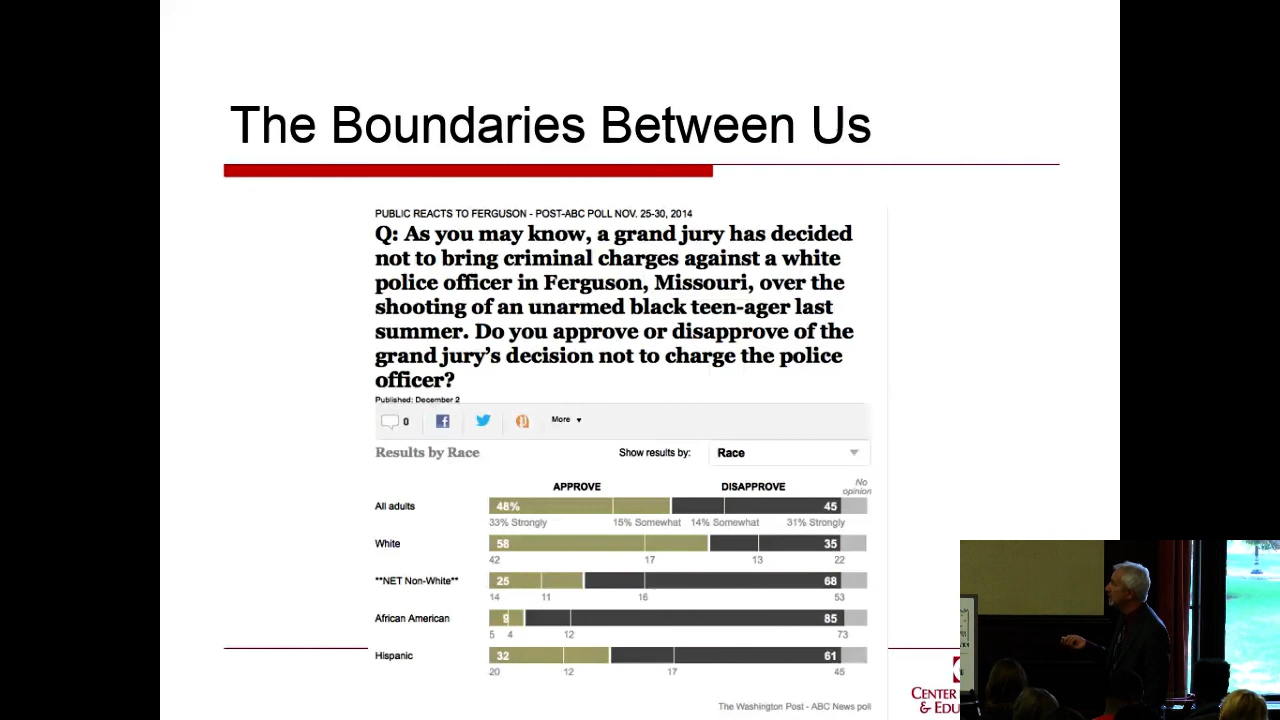 The Boundaries Between Us
PUBLIC REACTS TO FERGUSON - POST-ABC POLL NOV. 25-30, 2014
Q: As you may know, a grand jury has decided
not to bring criminal charges against a white
police officer in Ferguson, Missouri, over the
shooting of an unarmed black teen-ager last
summer. Do you approve or disapprove of the
grand jury's decision not to charge the police
officer?
Published: December 2
0 More
Results by Race Show results by: Race
APPROVE DISAPPROVE No opinion
All adults 48% 45
33% Strongly 15% Somewhat 14% Somewhat 31% Strongly
White 58 35
42 17 13 22
**NET Non-White** 25 68
14 11 16 53
African American 9 85
5 4 12 73
Hispanic 32 61
20 12 17 45
The Washington Post - ABC News poll
CENTER
&